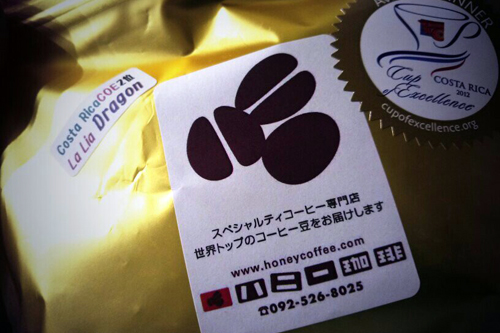 Costa RicaCOE2位
La Lia Dragon
スペシャルティコーヒー専門店
世界トップのコーヒー豆をお届けします
www.honeycoffee.com
ハニー珈琲
☎092-526-8025
Cup
of Excellence
COSTA RICA
2012
cupofexcellence.org